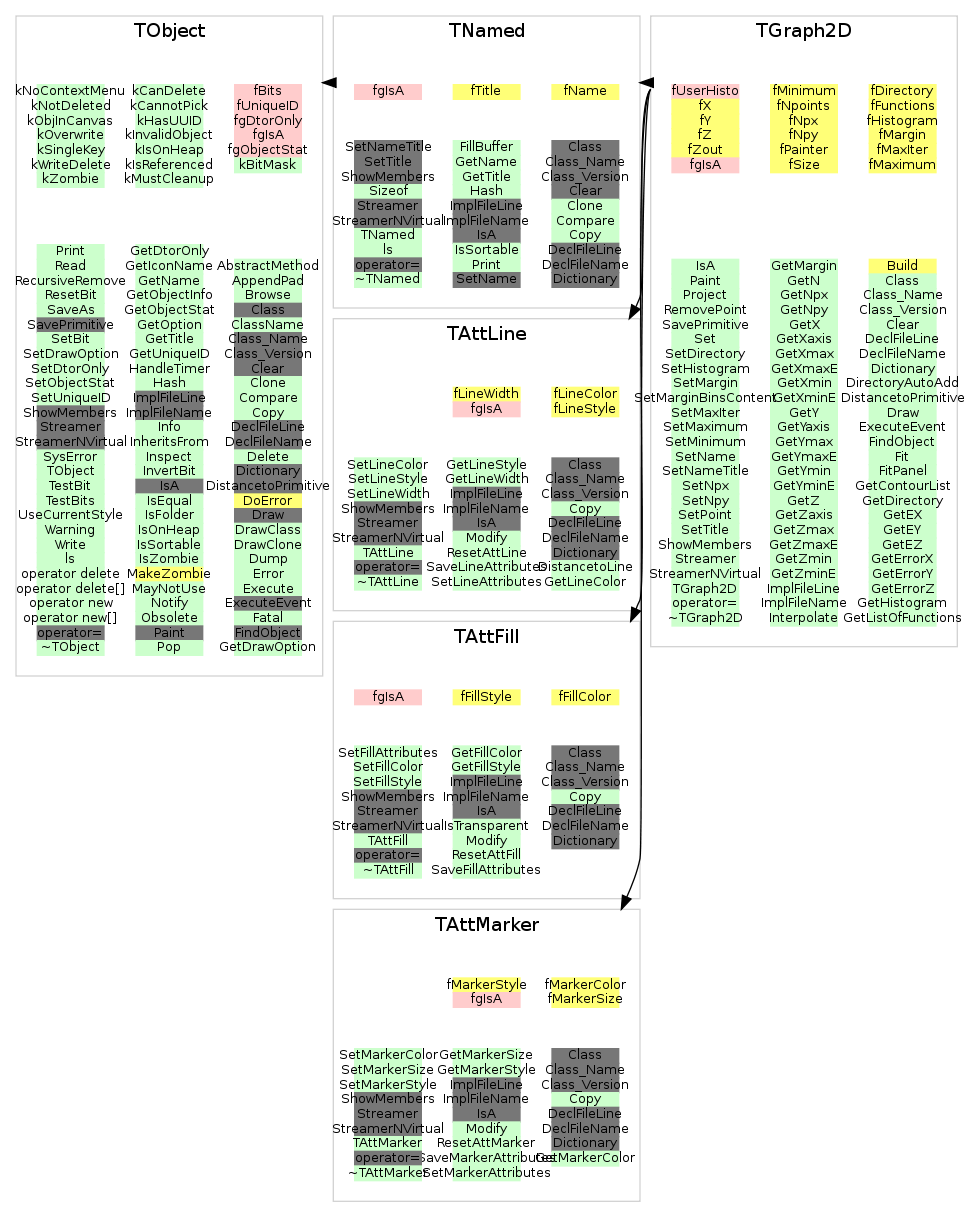 TObject
kNoContextMenu kCanDelete fBits
kNotDeleted kCannotPick fUniqueID
kObjInCanvas kHasUUID fgDtorOnly
kOverwrite kInvalidObject fgIsA
kSingleKey kIsOnHeap fgObjectStat
kWriteDelete kIsReferenced kBitMask
kZombie kMustCleanup
Print GetDtorOnly
Read GetIconName AbstractMethod
RecursiveRemove GetName AppendPad
ResetBit GetObjectInfo Browse
SaveAs GetObjectStat Class
SavePrimitive GetOption ClassName
SetBit GetTitle Class_Name
SetDrawOption GetUniqueID Class_Version
SetDtorOnly HandleTimer Clear
SetObjectStat Hash Clone
SetUniqueID ImplFileLine Compare
ShowMembers ImplFileName Copy
Streamer Info DeclFileLine
StreamerNVirtual InheritsFrom DeclFileName
SysError Inspect Delete
TObject InvertBit Dictionary
TestBit IsA DistancetoPrimitive
TestBits IsEqual DoError
UseCurrentStyle IsFolder Draw
Warning IsOnHeap DrawClass
Write IsSortable DrawClone
ls IsZombie Dump
operator delete MakeZombie Error
operator delete[] MayNotUse Execute
operator new Notify ExecuteEvent
operator new[] Obsolete Fatal
operator= Paint FindObject
~TObject Pop GetDrawOption
TNamed
fgIsA fTitle fName
SetNameTitle FillBuffer Class
SetTitle GetName Class_Name
ShowMembers GetTitle Class_Version
Sizeof Hash Clear
Streamer ImplFileLine Clone
StreamerNVirtual ImplFileName Compare
TNamed IsA Copy
ls IsSortable DeclFileLine
operator= Print DeclFileName
~TNamed SetName Dictionary
TAttLine
fLineWidth fLineColor
fgIsA fLineStyle
SetLineColor GetLineStyle Class
SetLineStyle GetLineWidth Class_Name
SetLineWidth ImplFileLine Class_Version
ShowMembers ImplFileName Copy
Streamer IsA DeclFileLine
StreamerNVirtual Modify DeclFileName
TAttLine ResetAttLine Dictionary
operator= SaveLineAttributes DistancetoLine
~TAttLine SetLineAttributes GetLineColor
TAttFill
fgIsA fFillStyle fFillColor
SetFillAttributes GetFillColor Class
SetFillColor GetFillStyle Class_Name
SetFillStyle ImplFileLine Class_Version
ShowMembers ImplFileName Copy
Streamer IsA DeclFileLine
StreamerNVirtual IsTransparent DeclFileName
TAttFill Modify Dictionary
operator= ResetAttFill
~TAttFill SaveFillAttributes
TAttMarker
fMarkerStyle fMarkerColor
fgIsA fMarkerSize
SetMarkerColor GetMarkerSize Class
SetMarkerSize GetMarkerStyle Class_Name
SetMarkerStyle ImplFileLine Class_Version
ShowMembers ImplFileName Copy
Streamer IsA DeclFileLine
StreamerNVirtual Modify DeclFileName
TAttMarker ResetAttMarker Dictionary
operator= SaveMarkerAttributes GetMarkerColor
~TAttMarker SetMarkerAttributes
TGraph2D
fUserHisto fMinimum fDirectory
fX fNpoints fFunctions
fY fNpx fHistogram
fZ fNpy fMargin
fZout fPainter fMaxIter
fgIsA fSize fMaximum
IsA GetMargin Build
Paint GetN Class
Project GetNpx Class_Name
RemovePoint GetNpy Class_Version
SavePrimitive GetX Clear
Set GetXaxis DeclFileLine
SetDirectory GetXmax DeclFileName
SetHistogram GetXmaxE Dictionary
SetMargin GetXmin DirectoryAutoAdd
SetMarginBinsContent GetXminE DistancetoPrimitive
SetMaxIter GetY Draw
SetMaximum GetYaxis ExecuteEvent
SetMinimum GetYmax FindObject
SetName GetYmaxE Fit
SetNameTitle GetYmin FitPanel
SetNpx GetYminE GetContourList
SetNpy GetZ GetDirectory
SetPoint GetZaxis GetEX
SetTitle GetZmax GetEY
ShowMembers GetZmaxE GetEZ
Streamer GetZmin GetErrorX
StreamerNVirtual GetZminE GetErrorY
TGraph2D ImplFileLine GetErrorZ
operator= ImplFileName GetHistogram
~TGraph2D Interpolate GetListOfFunctions